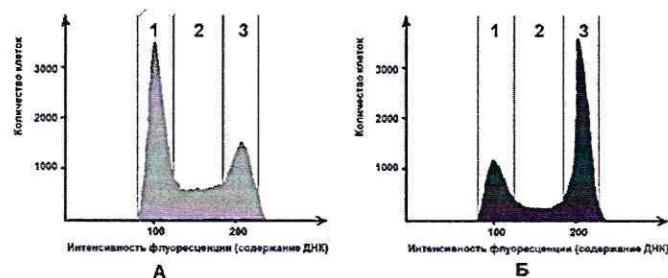 1 2 3
Количество клеток
3000
2000
1000
100 200
Интенсивность флуоресценции (содержание ДНК)
А
1 2 3
Количество клеток
3000
2000
1000
100 200
Интенсивность флуоресценции (содержание ДНК)
Б